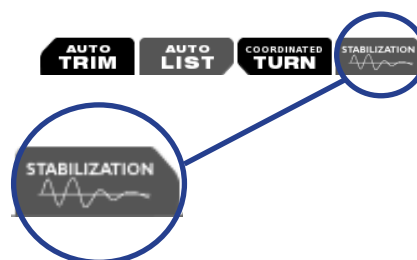 AUTO
TRIM
AUTO
LIST
COORDINATED
TURN
STABILIZATION
STABILIZATION